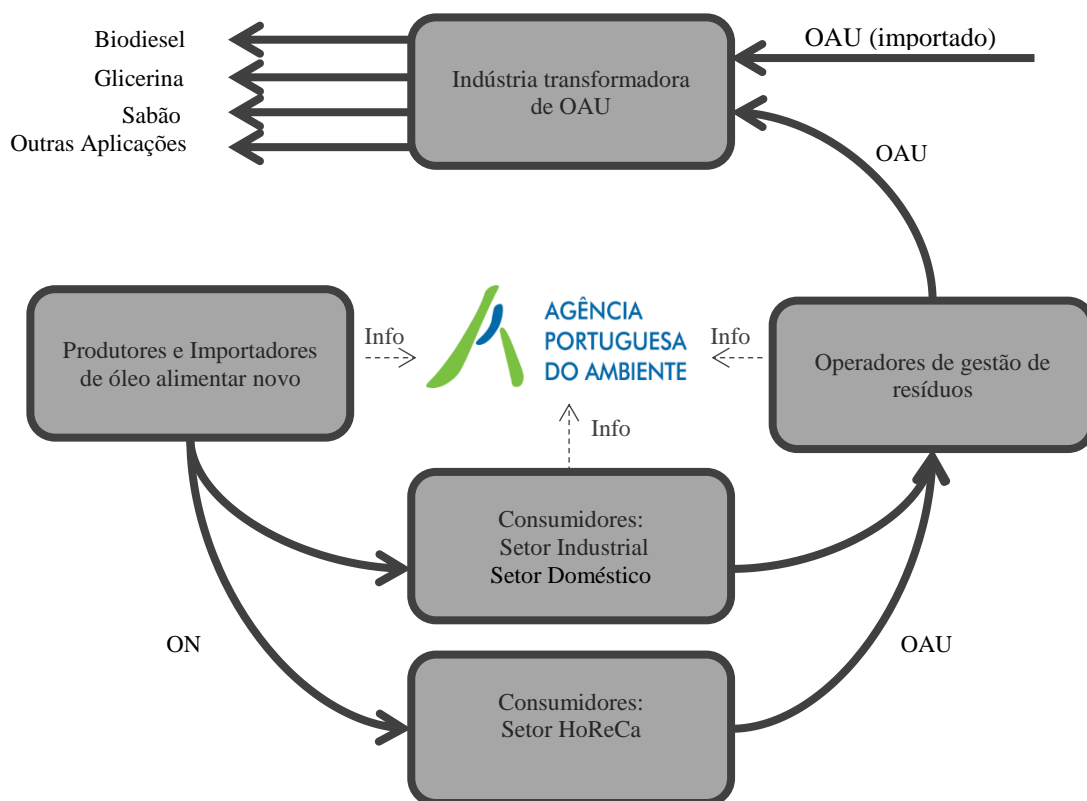 Biodiesel
Glicerina
Sabão
Outras Aplicações
Indústria transformadora
de OAU
OAU (importado)
OAU
Produtores e Importadores
de óleo alimentar novo
Info
AGÊNCIA
PORTUGUESA
DO AMBIENTE
Info
Operadores de gestão de
resíduos
Info
Consumidores:
Setor Industrial
Setor Doméstico
ON
OAU
Consumidores:
Setor HoReCa